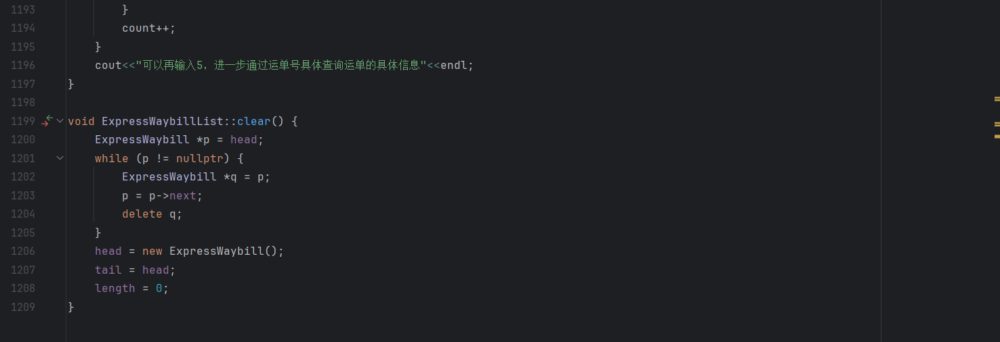 1193 }
1194 count++;
1195 }
1196 cout<<"可以再输入5，进一步通过运单号具体查询运单的具体信息"<<endl;
1197 }
1198
1199 void ExpressWaybillList::clear() {
1200 ExpressWaybill *p = head;
1201 while (p != nullptr) {
1202 ExpressWaybill *q = p;
1203 p = p->next;
1204 delete q;
1205 }
1206 head = new ExpressWaybill();
1207 tail = head;
1208 length = 0;
1209 }